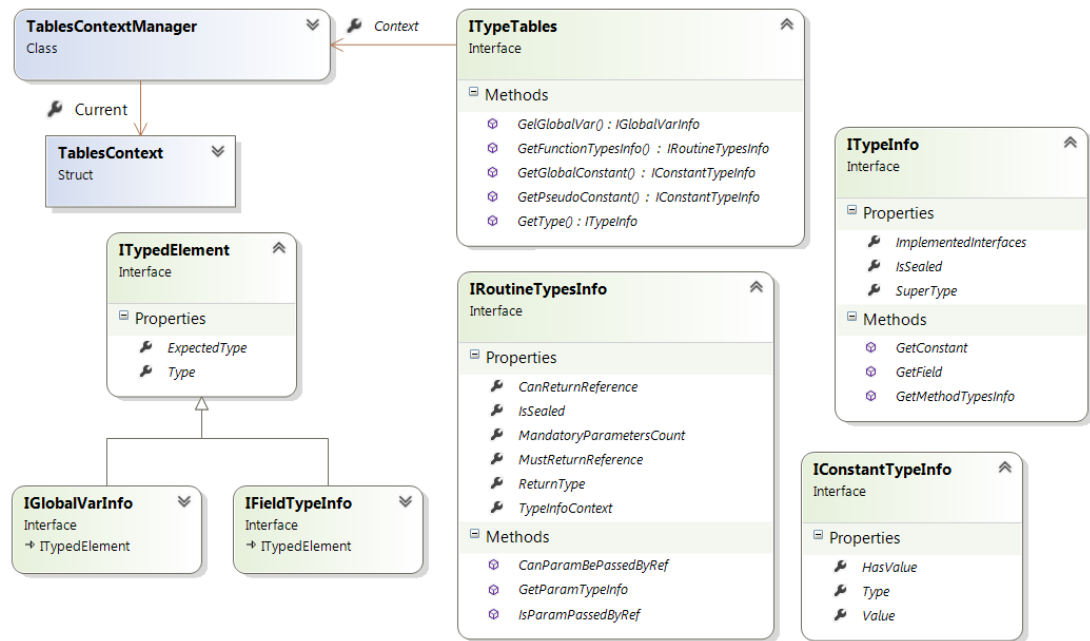 TablesContextManager
Class
Context
Current
TablesContext
Struct
ITypeTables
Interface
Methods
GelGlobalVar() : IGlobalVarInfo
GetFunctionTypesInfo() : IRoutineTypesInfo
GetGlobalConstant() : IConstantTypeInfo
GetPseudoConstant() : IConstantTypeInfo
GetType() : ITypeInfo
ITypeInfo
Interface
Properties
ImplementedInterfaces
IsSealed
SuperType
Methods
GetConstant
GetField
GetMethodTypesInfo
ITypedElement
Interface
Properties
ExpectedType
Type
IGlobalVarInfo
Interface
ITypedElement
IFieldTypeInfo
Interface
ITypedElement
IRoutineTypesInfo
Interface
Properties
CanReturnReference
IsSealed
MandatoryParametersCount
MustReturnReference
ReturnType
TypeInfoContext
Methods
CanParamBePassedByRef
GetParamTypeInfo
IsParamPassedByRef
IConstantTypeInfo
Interface
Properties
HasValue
Type
Value